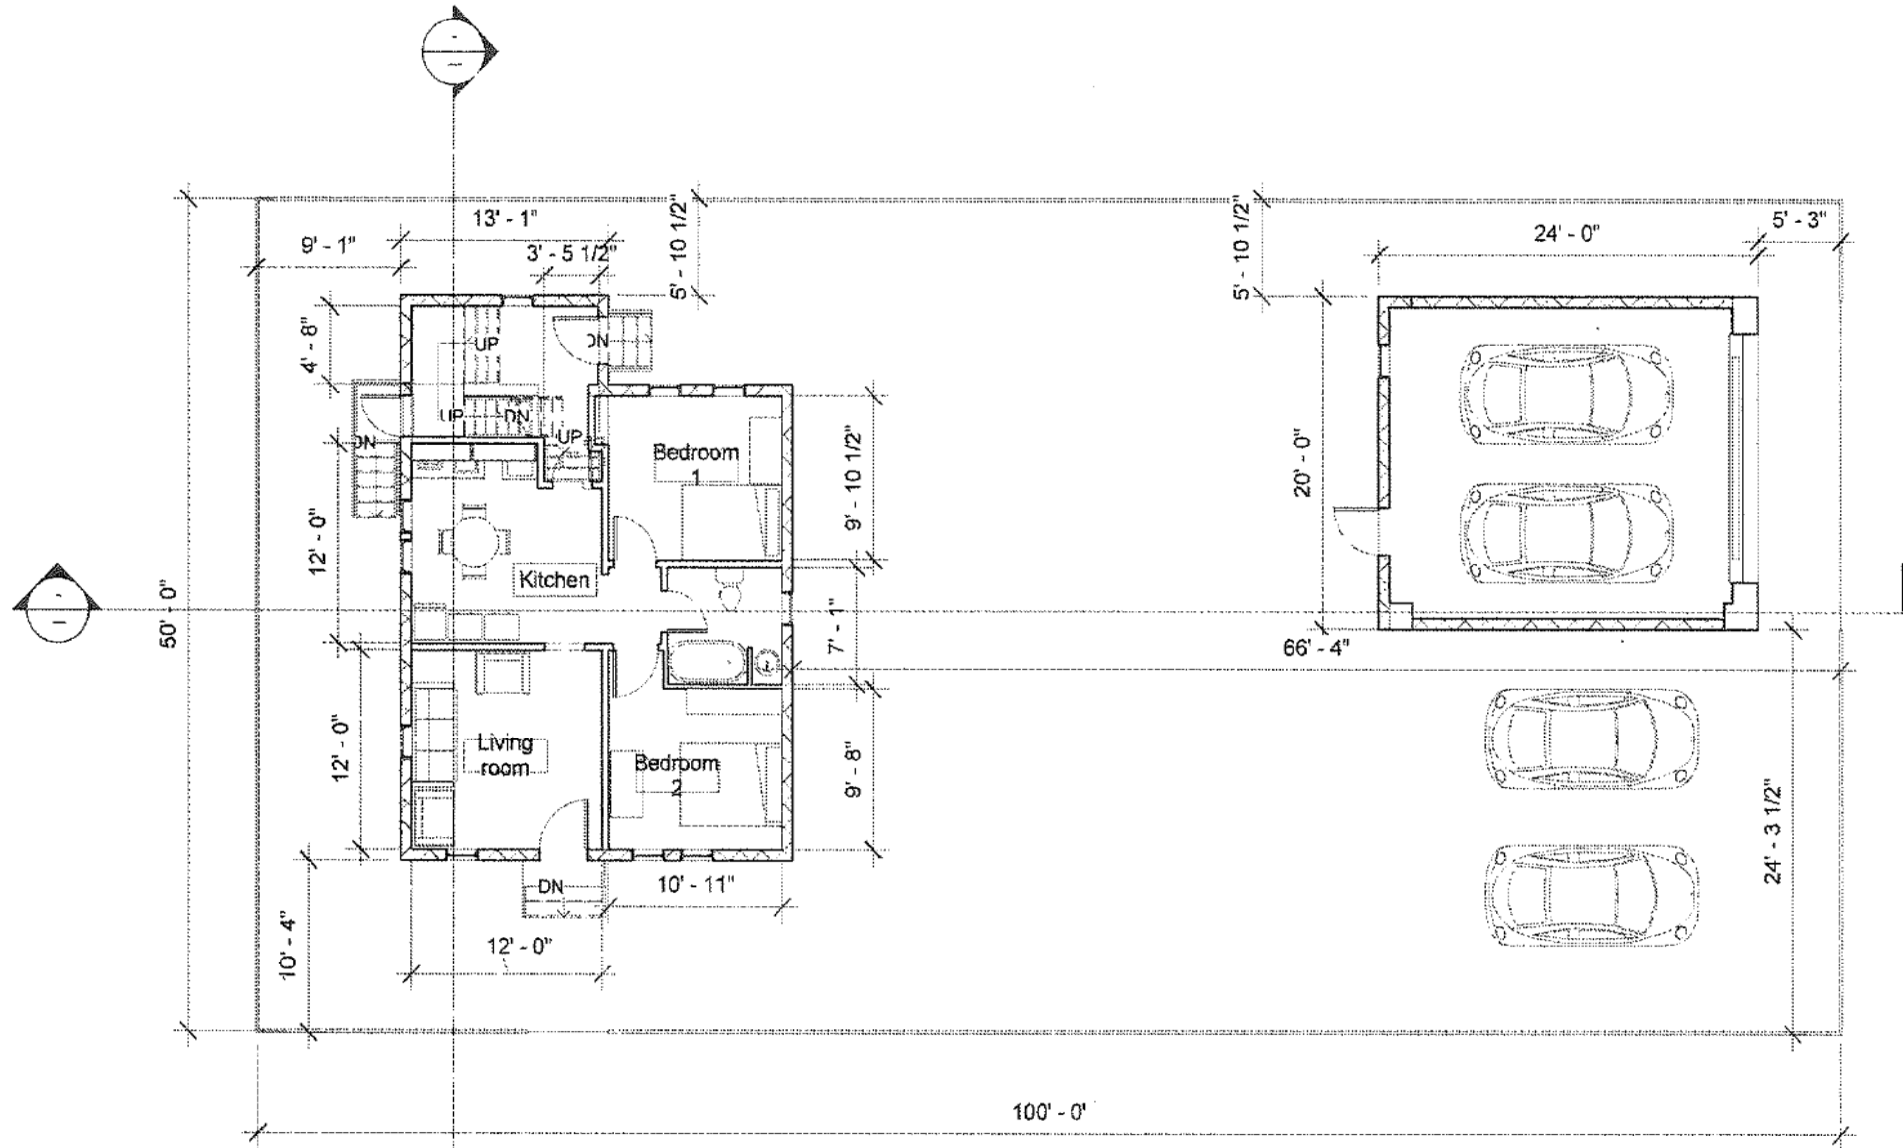 13' - 1"
9' - 1"
3' - 5 1/2"
5' - 10 1/2"
5' - 10 1/2"
24' - 0"
5' - 3"
4' - 8"
UP
DN
UP
DN
DN
UP
Bedroom
1
9' - 10 1/2"
20' - 0"
12' - 0"
Kitchen
50' - 0"
7' - 1"
66' - 4"
12' - 0"
Living
room
Bedroom
2
9' - 8"
24' - 3 1/2"
10' - 11"
DN
10' - 4"
12' - 0"
100' - 0'